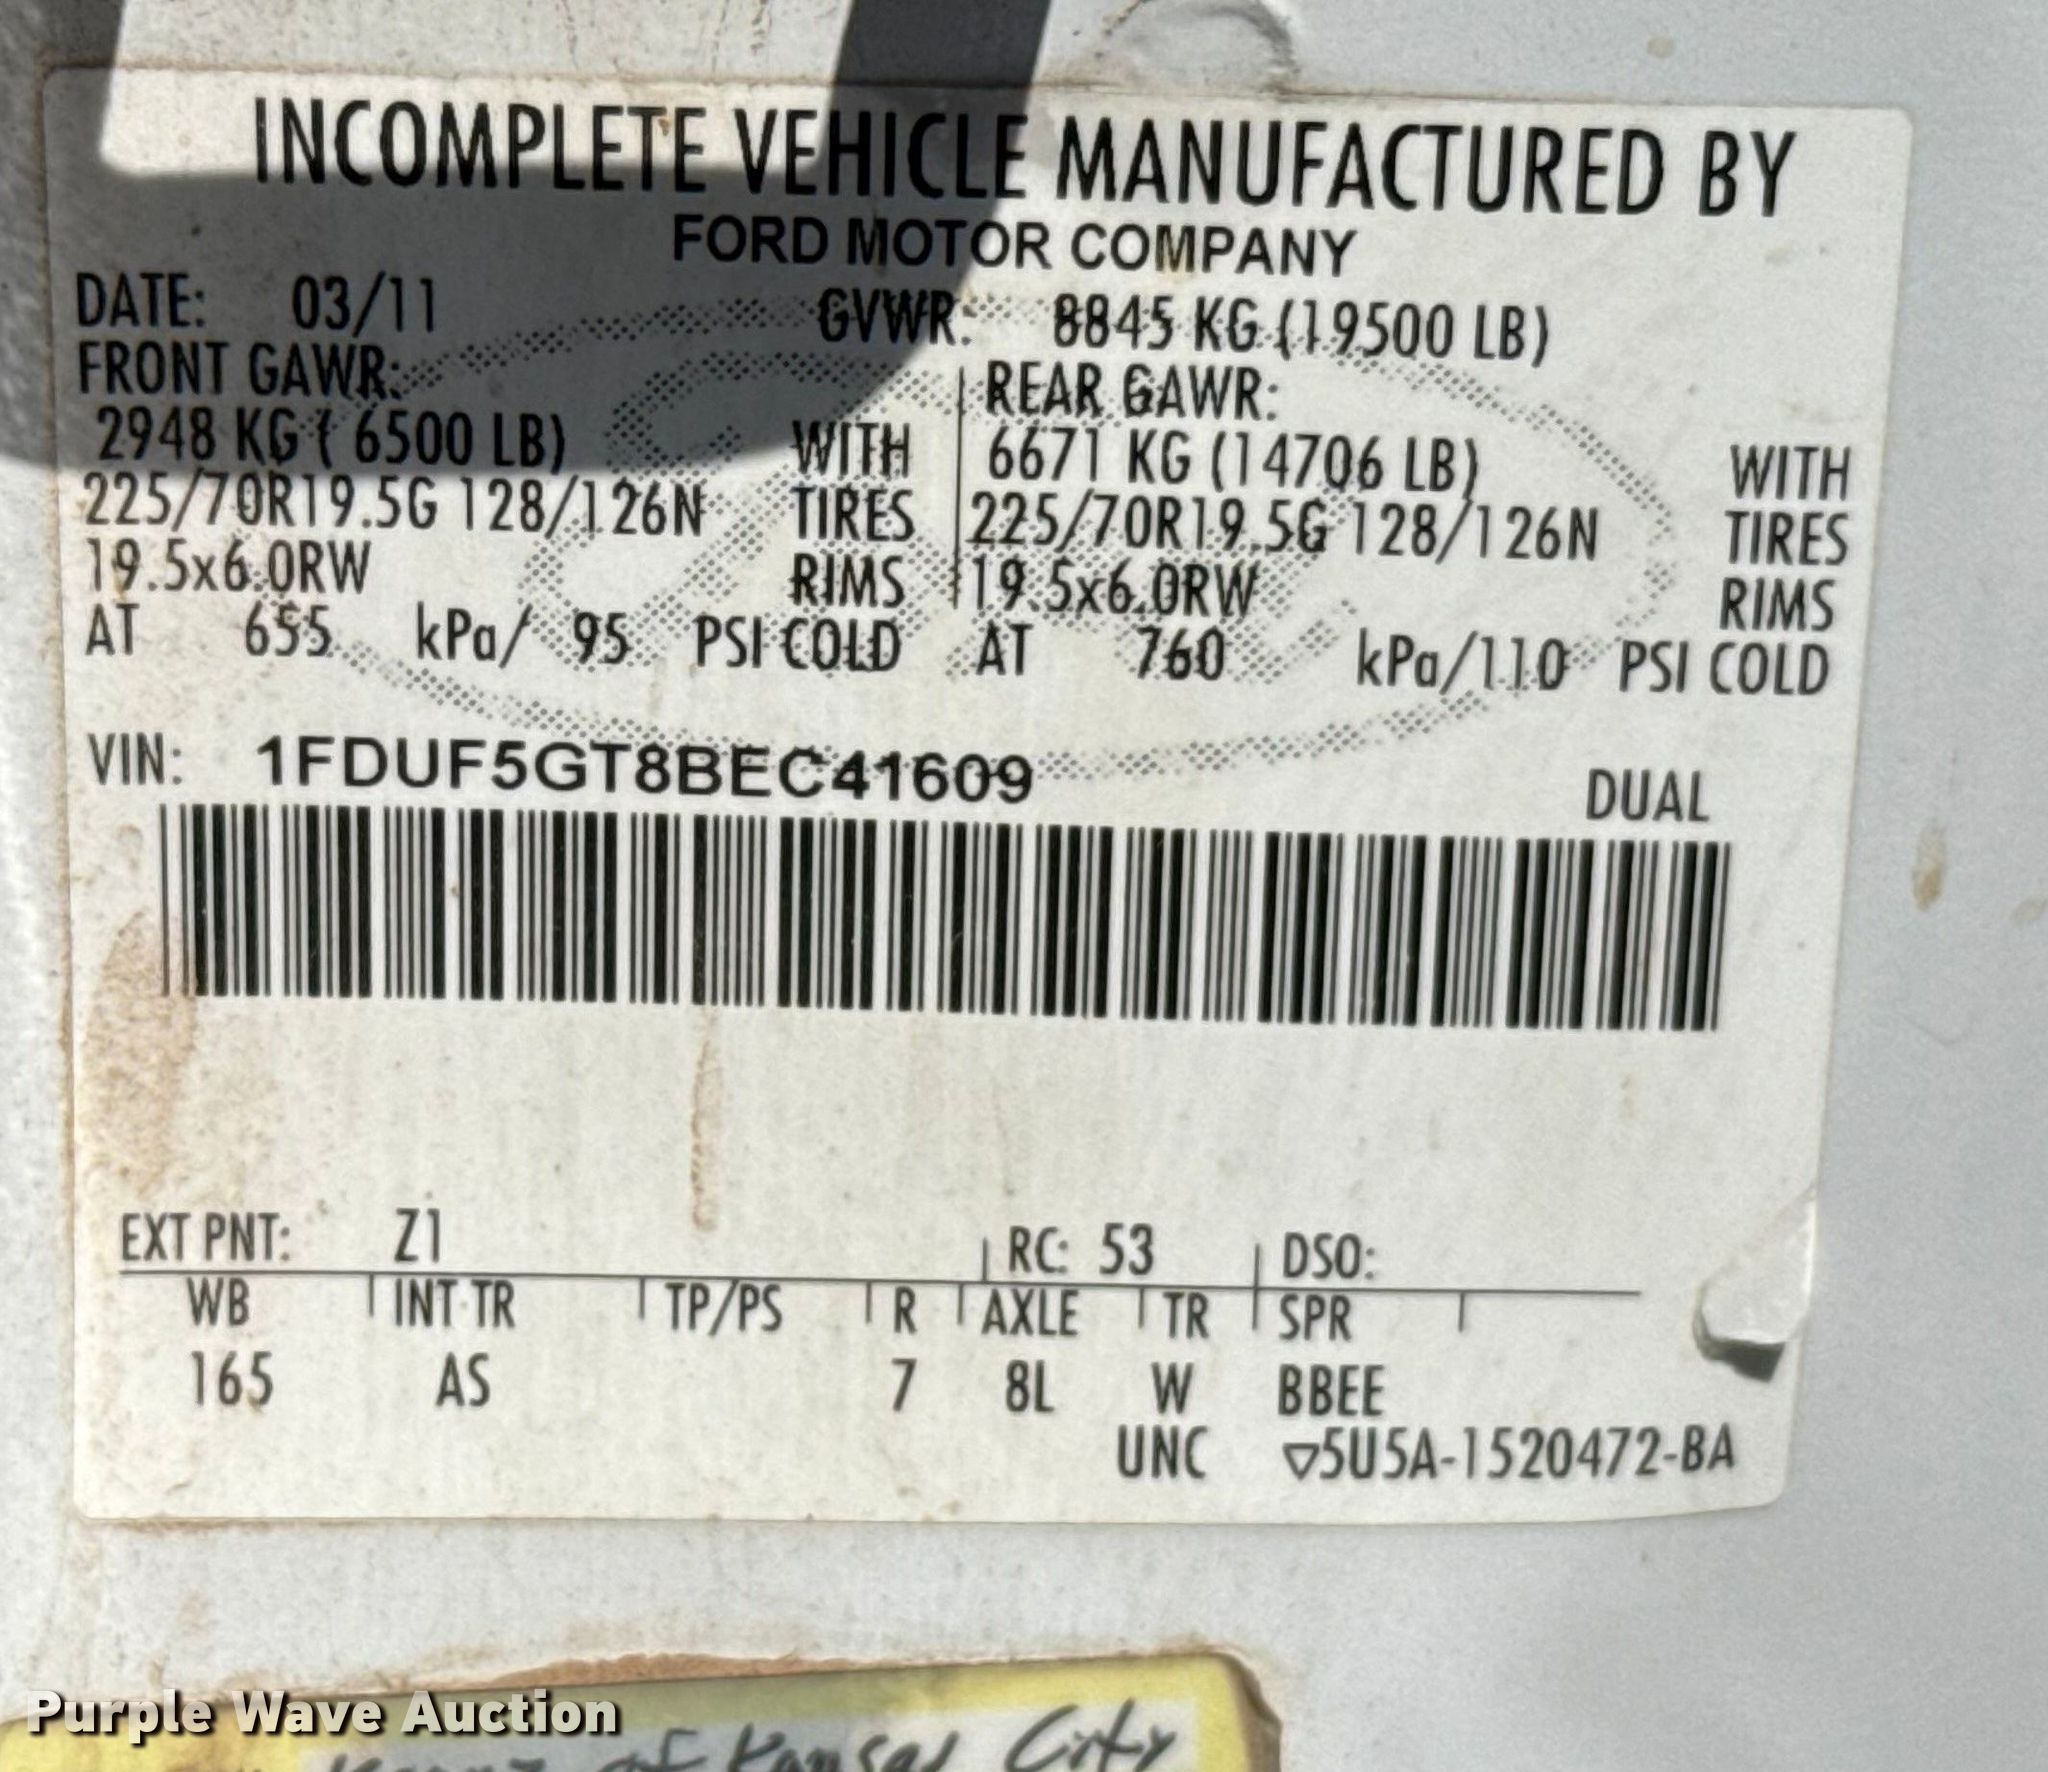 INCOMPLETE VEHICLE MANUFACTURED BY
FORD MOTOR COMPANY
DATE: 03/11 GVWR: 8845 KG (19500 LB)
FRONT GAWR: REAR GAWR:
2948 KG ( 6500 LB) WITH 6671 KG (14706 LB) WITH
225/70R19.5G 128/126N TIRES 225/70R19.5G 128/126N TIRES
19.5x6.0RW RIMS 19.5x6.0RW RIMS
AT 655 kPa/ 95 PSI COLD AT 760 kPa/110 PSI COLD
VIN: 1FDUF5GT8BEC41609
DUAL
EXT PNT: Z1 RC: 53 DSO:
WB INT TR TP/PS R AXLE TR SPR
165 AS 7 8L W BBEE
UNC ▽5U5A-1520472-BA
of Kansas City
Purple Wave Auction